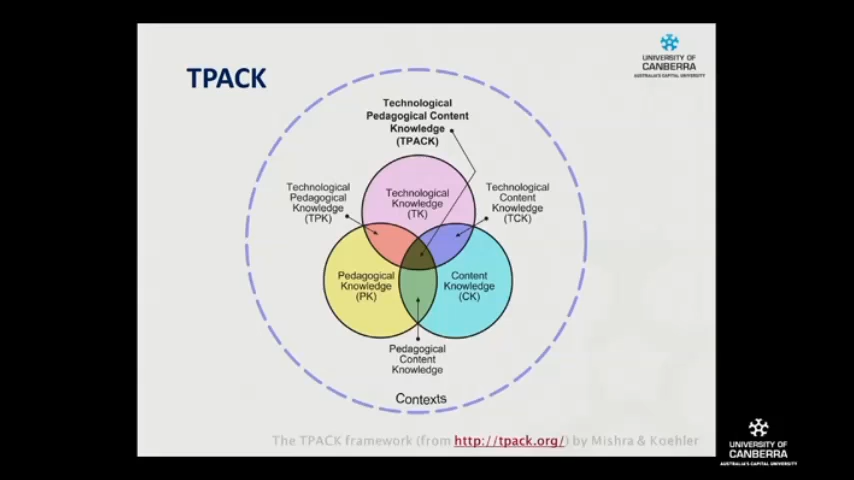 TPACK
UNIVERSITY OF
CANBERRA
AUSTRALIA'S CAPITAL UNIVERSITY
Technological
Pedagogical Content
Knowledge
(TPACK)
Technological
Pedagogical
Knowledge
(TPK)
Technological
Knowledge
(TK)
Technological
Content
Knowledge
(TCK)
Pedagogical
Knowledge
(PK)
Content
Knowledge
(CK)
Pedagogical
Content
Knowledge
Contexts
The TPACK framework (from http://tpack.org/) by Mishra & Koehler
UNIVERSITY OF
CANBERRA
AUSTRALIA'S CAPITAL UNIVERSITY